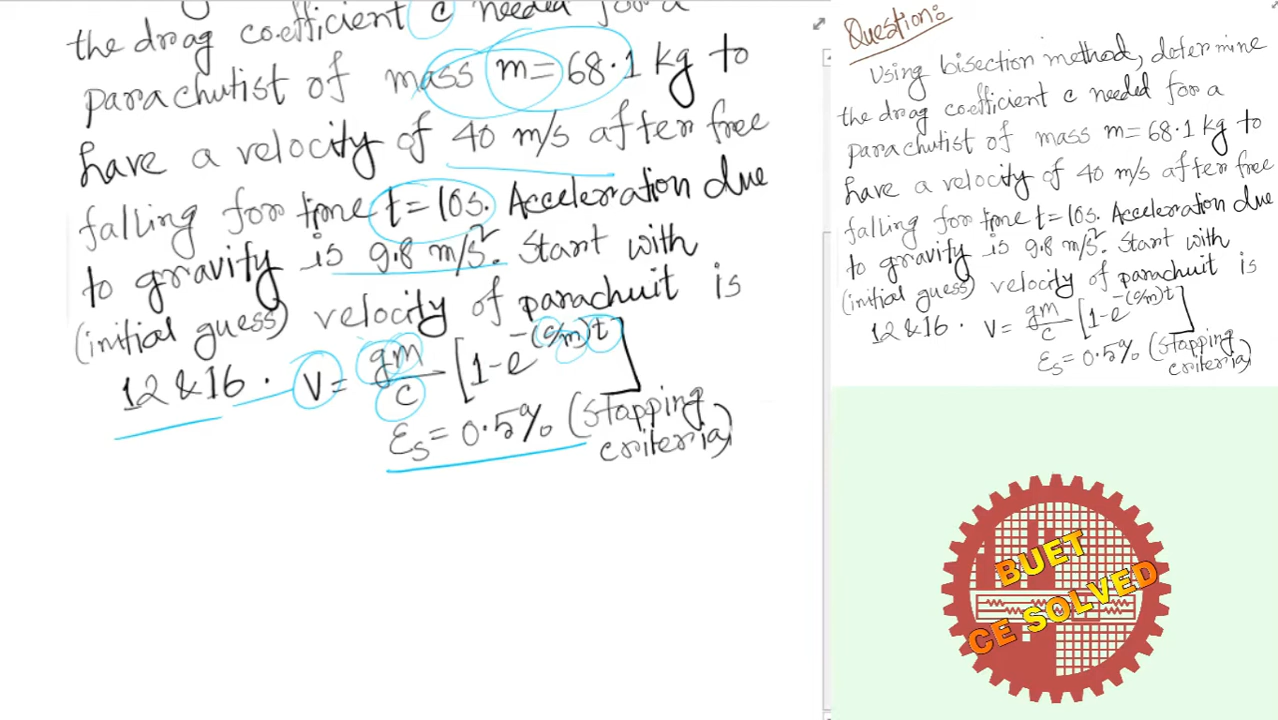 the drag coefficient c needed for a
parachutist of mass m=68.1 kg to
have a velocity of 40 m/s after free
falling for time t=10s. Acceleration due
to gravity is 9.8 m/s². Start with
(initial guess) velocity of parachuit is
12 & 16. V= gm/c [1-e^-(c/m)t]
Es= 0.5% (stopping
criteria)
Question:
Using bisection method, determine
the drag coefficient c needed for a
parachutist of mass m=68.1 kg to
have a velocity of 40 m/s after free
falling for time t=10s. Acceleration due
to gravity is 9.8 m/s². Start with
(initial guess) velocity of parachuit is
12 & 16. V= gm/c [1-e^-(c/m)t]
Es= 0.5% (stopping
criteria)
BUET
CE SOLVED